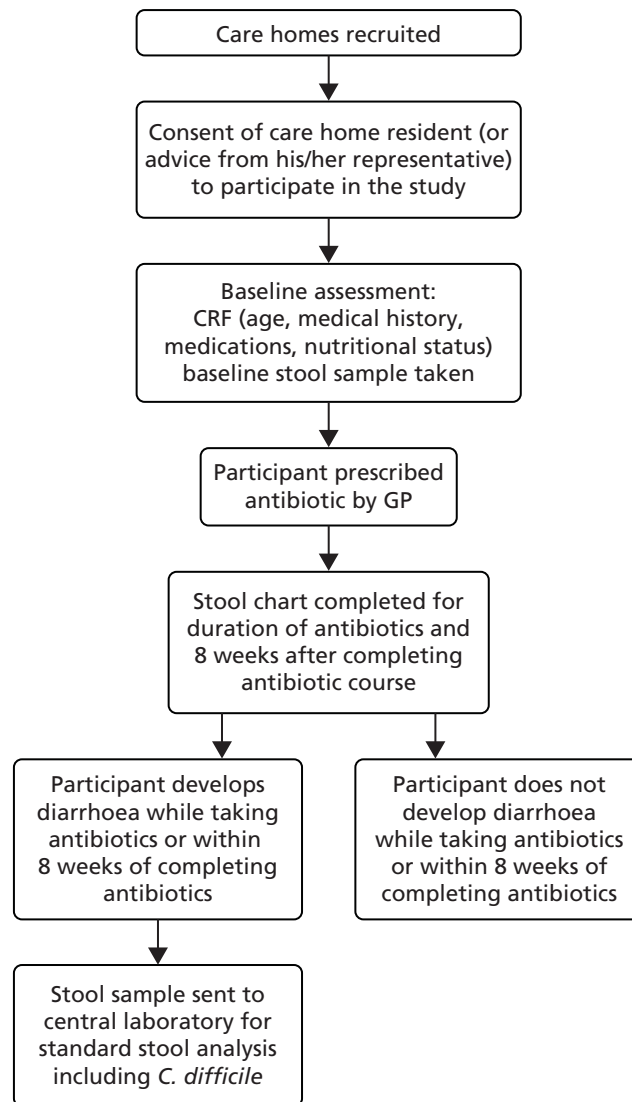 Care homes recruited
Consent of care home resident (or
advice from his/her representative)
to participate in the study
Baseline assessment:
CRF (age, medical history,
medications, nutritional status)
baseline stool sample taken
Participant prescribed
antibiotic by GP
Stool chart completed for
duration of antibiotics and
8 weeks after completing
antibiotic course
Participant develops
diarrhoea while taking
antibiotics or within
8 weeks of completing
antibiotics
Participant does not
develop diarrhoea
while taking antibiotics
or within 8 weeks of
completing antibiotics
Stool sample sent to
central laboratory for
standard stool analysis
including C. difficile